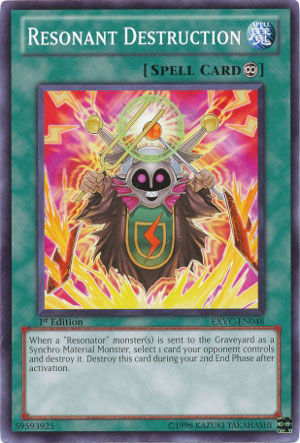 RESONANT DESTRUCTION
SPELL
[SPELL CARD]
1st Edition
EXVC-EN048
When a "Resonator" monster(s) is sent to the Graveyard as a
Synchro Material Monster, select 1 card your opponent controls
and destroy it. Destroy this card during your 2nd End Phase after
activation.
59593925
©1996 KAZUKI TAKAHASHI